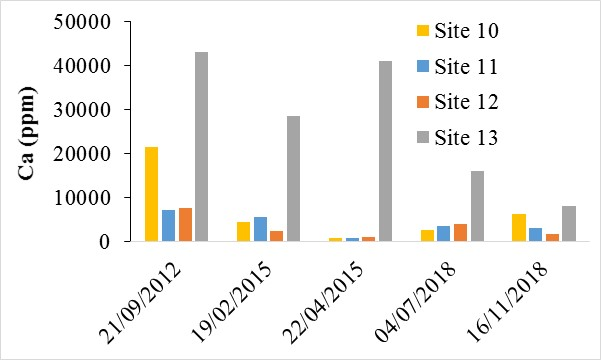 50000
40000
30000
20000
10000
0
Ca (ppm)
Site 10
Site 11
Site 12
Site 13
21/09/2012
19/02/2015
22/04/2015
04/07/2018
16/11/2018